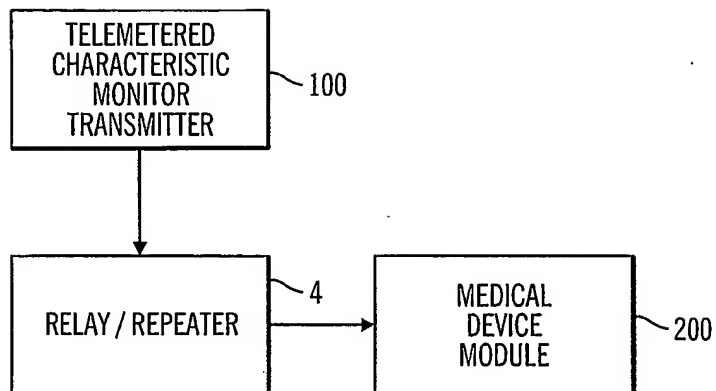 TELEMETERED
CHARACTERISTIC
MONITOR
TRANSMITTER
100
RELAY / REPEATER
4
MEDICAL
DEVICE
MODULE
200